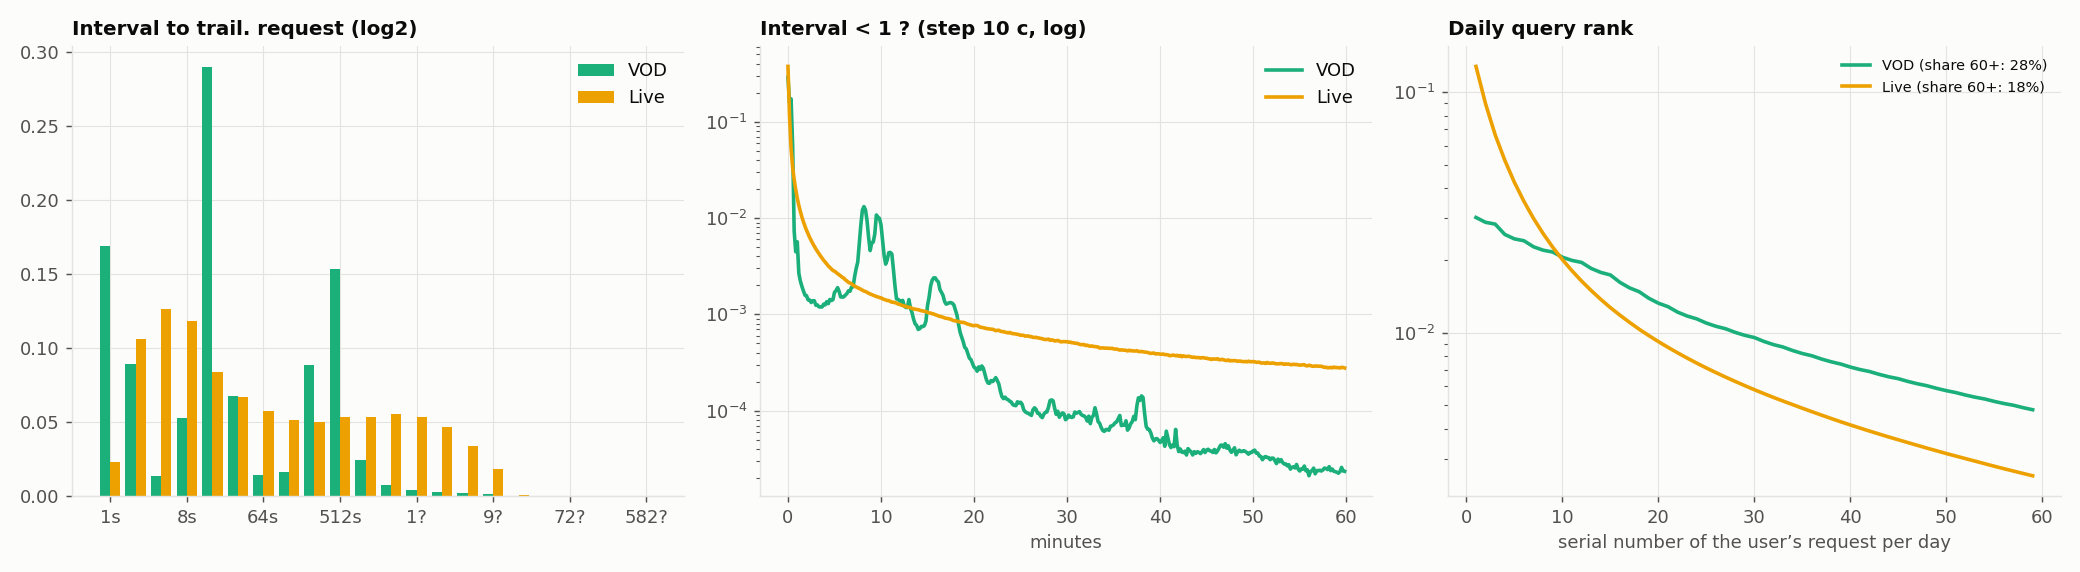 Interval to trail. request (log2)
0.30
0.25
0.20
0.15
0.10
0.05
0.00
1s 8s 64s 512s 1? 9? 72? 582?
VOD
Live
Interval < 1 ? (step 10 c, log)
10⁻¹
10⁻²
10⁻³
10⁻⁴
0 10 20 30 40 50 60
minutes
VOD
Live
Daily query rank
10⁻¹
10⁻²
0 10 20 30 40 50 60
serial number of the user’s request per day
VOD (share 60+: 28%)
Live (share 60+: 18%)